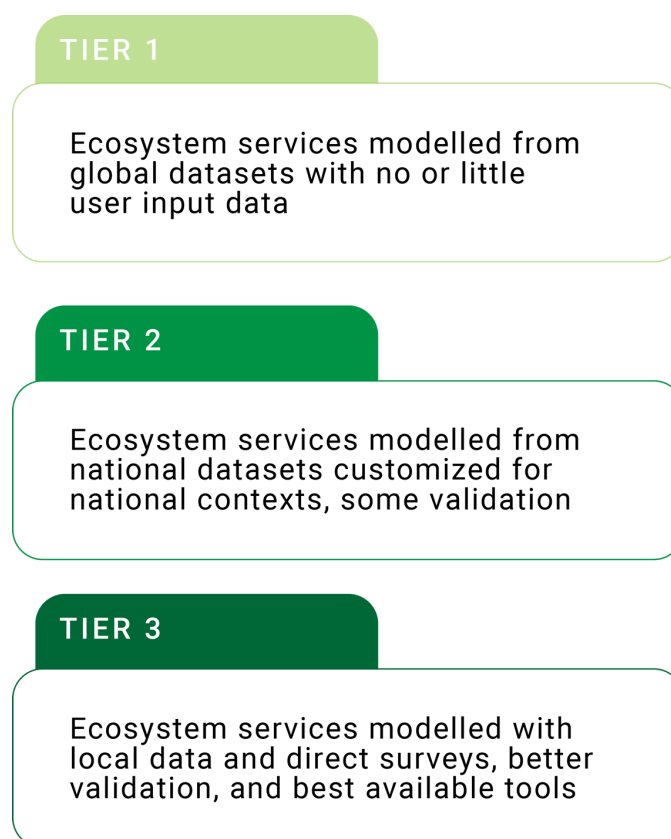 TIER 1
Ecosystem services modelled from
global datasets with no or little
user input data
TIER 2
Ecosystem services modelled from
national datasets customized for
national contexts, some validation
TIER 3
Ecosystem services modelled with
local data and direct surveys, better
validation, and best available tools